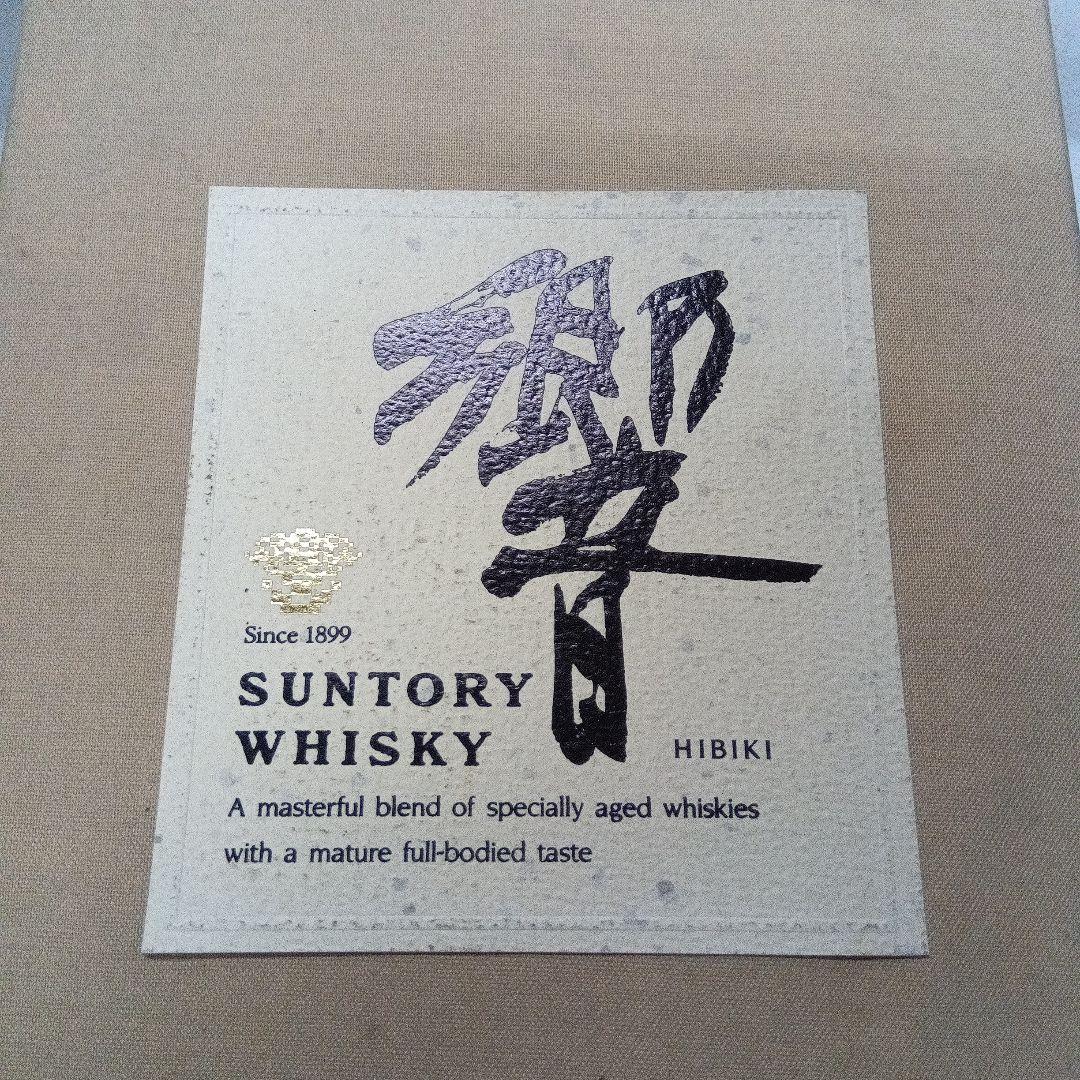 響
Since 1899
SUNTORY
WHISKY
HIBIKI
A masterful blend of specially aged whiskies
with a mature full-bodied taste